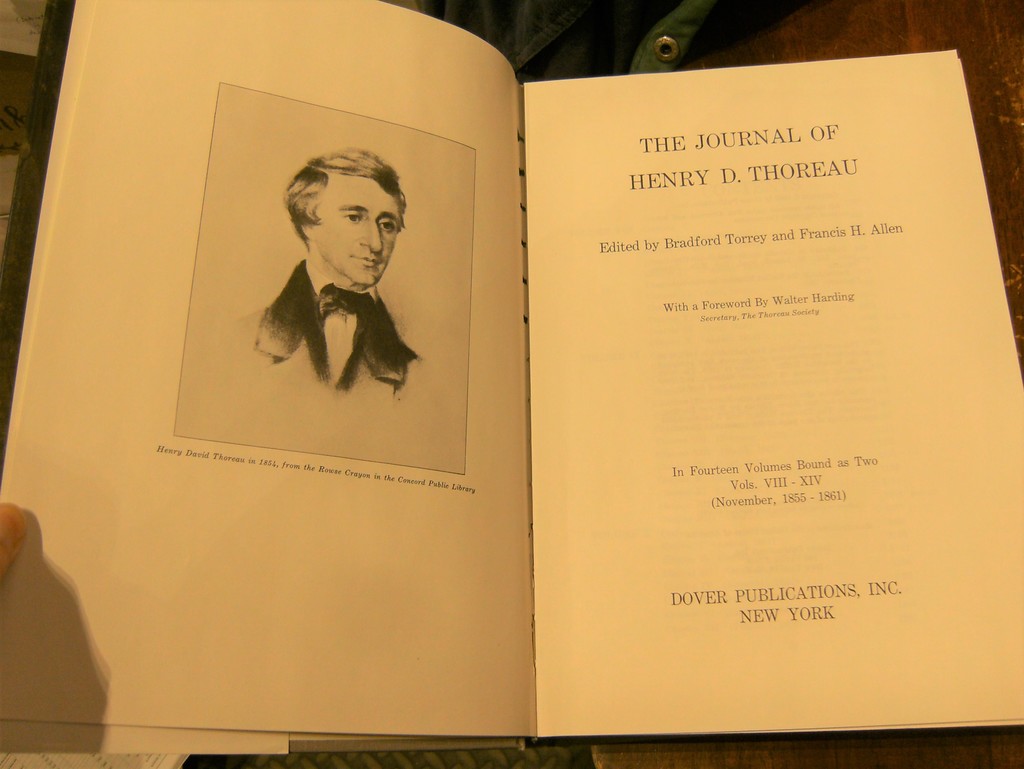 Henry David Thoreau in 1854, from the Rowse Crayon in the Concord Public Library
THE JOURNAL OF
HENRY D. THOREAU
Edited by Bradford Torrey and Francis H. Allen
With a Foreword By Walter Harding
Secretary, The Thoreau Society
In Fourteen Volumes Bound as Two
Vols. VIII - XIV
(November, 1855 - 1861)
DOVER PUBLICATIONS, INC.
NEW YORK